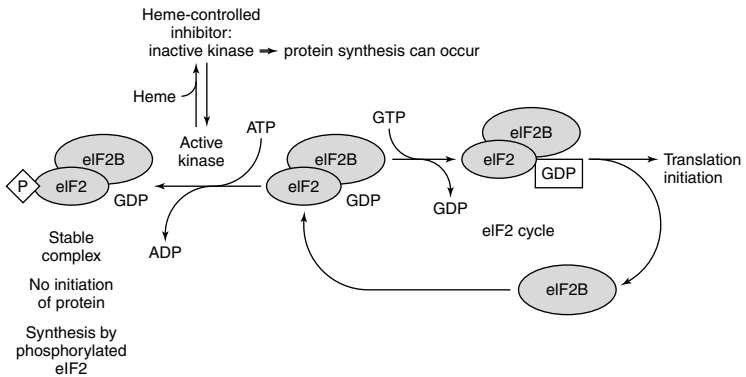 Heme-controlled
inhibitor:
inactive kinase
protein synthesis can occur
Heme
Active
kinase
ATP
GTP
eIF2B
eIF2
GDP
P
eIF2B
eIF2
GDP
eIF2B
eIF2
GDP
Translation
initiation
ADP
GDP
eIF2 cycle
eIF2B
Stable
complex
No initiation
of protein
Synthesis by
phosphorylated
eIF2